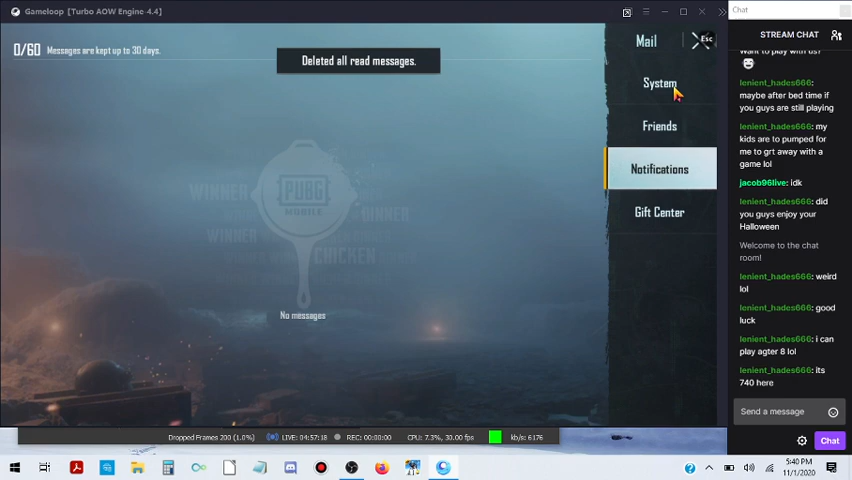 Gameloop [Turbo AOW Engine-4.4]
0/60 Messages are kept up to 30 days.
Deleted all read messages.
Mail
Esc
System
Friends
Notifications
Gift Center
WINNER
PUBG
MOBILE
DINNER
WINNER
CHICKEN
No messages
Dropped Frames 200 (1.0%)
LIVE: 04:57:18
REC: 00:00:00
CPU: 7.3%, 30.00 fps
kb/s: 6176
Chat
STREAM CHAT
want to play with us?
lenient_hades666:
maybe after bed time if
you guys are still playing
lenient_hades666: my
kids are to pumped for
me to grt away with a
game lol
jacob96live: idk
lenient_hades666: did
you guys enjoy your
Halloween
Welcome to the chat
room!
lenient_hades666: weird
lol
lenient_hades666: good
luck
lenient_hades666: i can
play agter 8 lol
lenient_hades666: its
740 here
Send a message
Chat
5:40 PM
11/1/2020